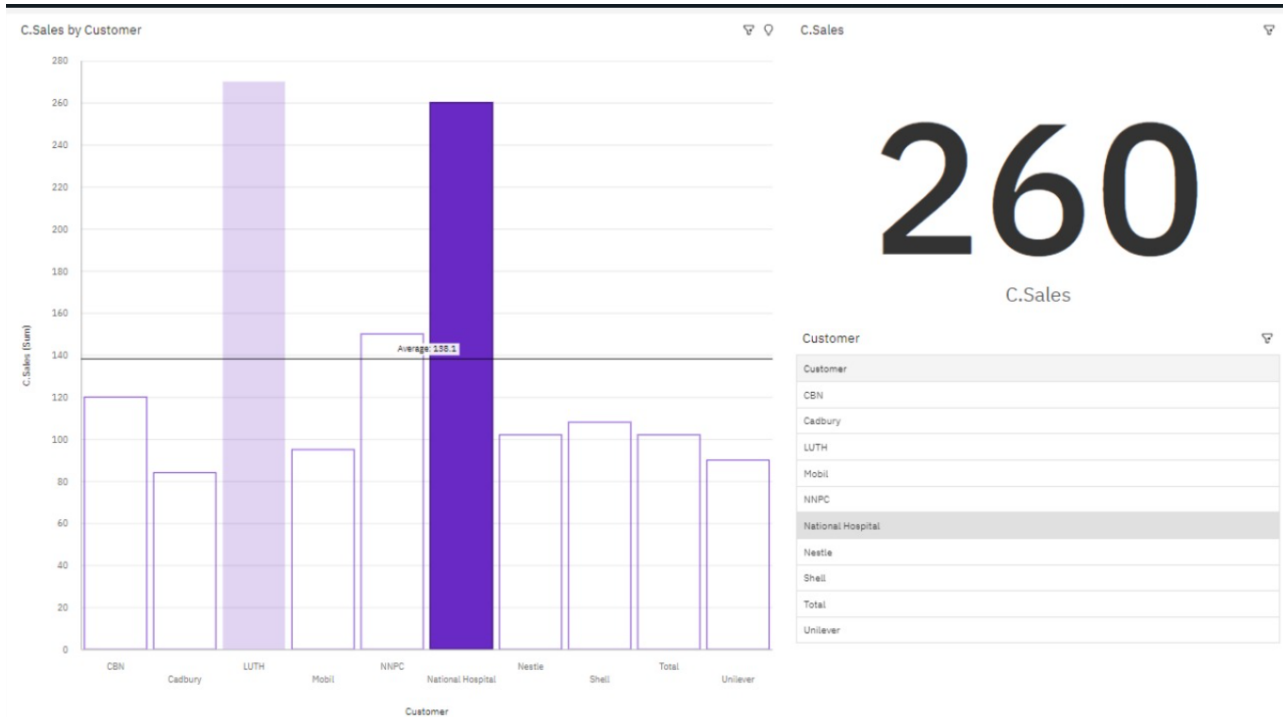 C.Sales by Customer
280
260
240
220
200
180
160
140
120
100
80
60
40
20
0
C.Sales (Sum)
Average: 138.1
CBN
Cadbury
LUTH
Mobil
NNPC
National Hospital
Nestle
Shell
Total
Unilever
Customer
C.Sales
260
C.Sales
Customer
Customer
CBN
Cadbury
LUTH
Mobil
NNPC
National Hospital
Nestle
Shell
Total
Unilever